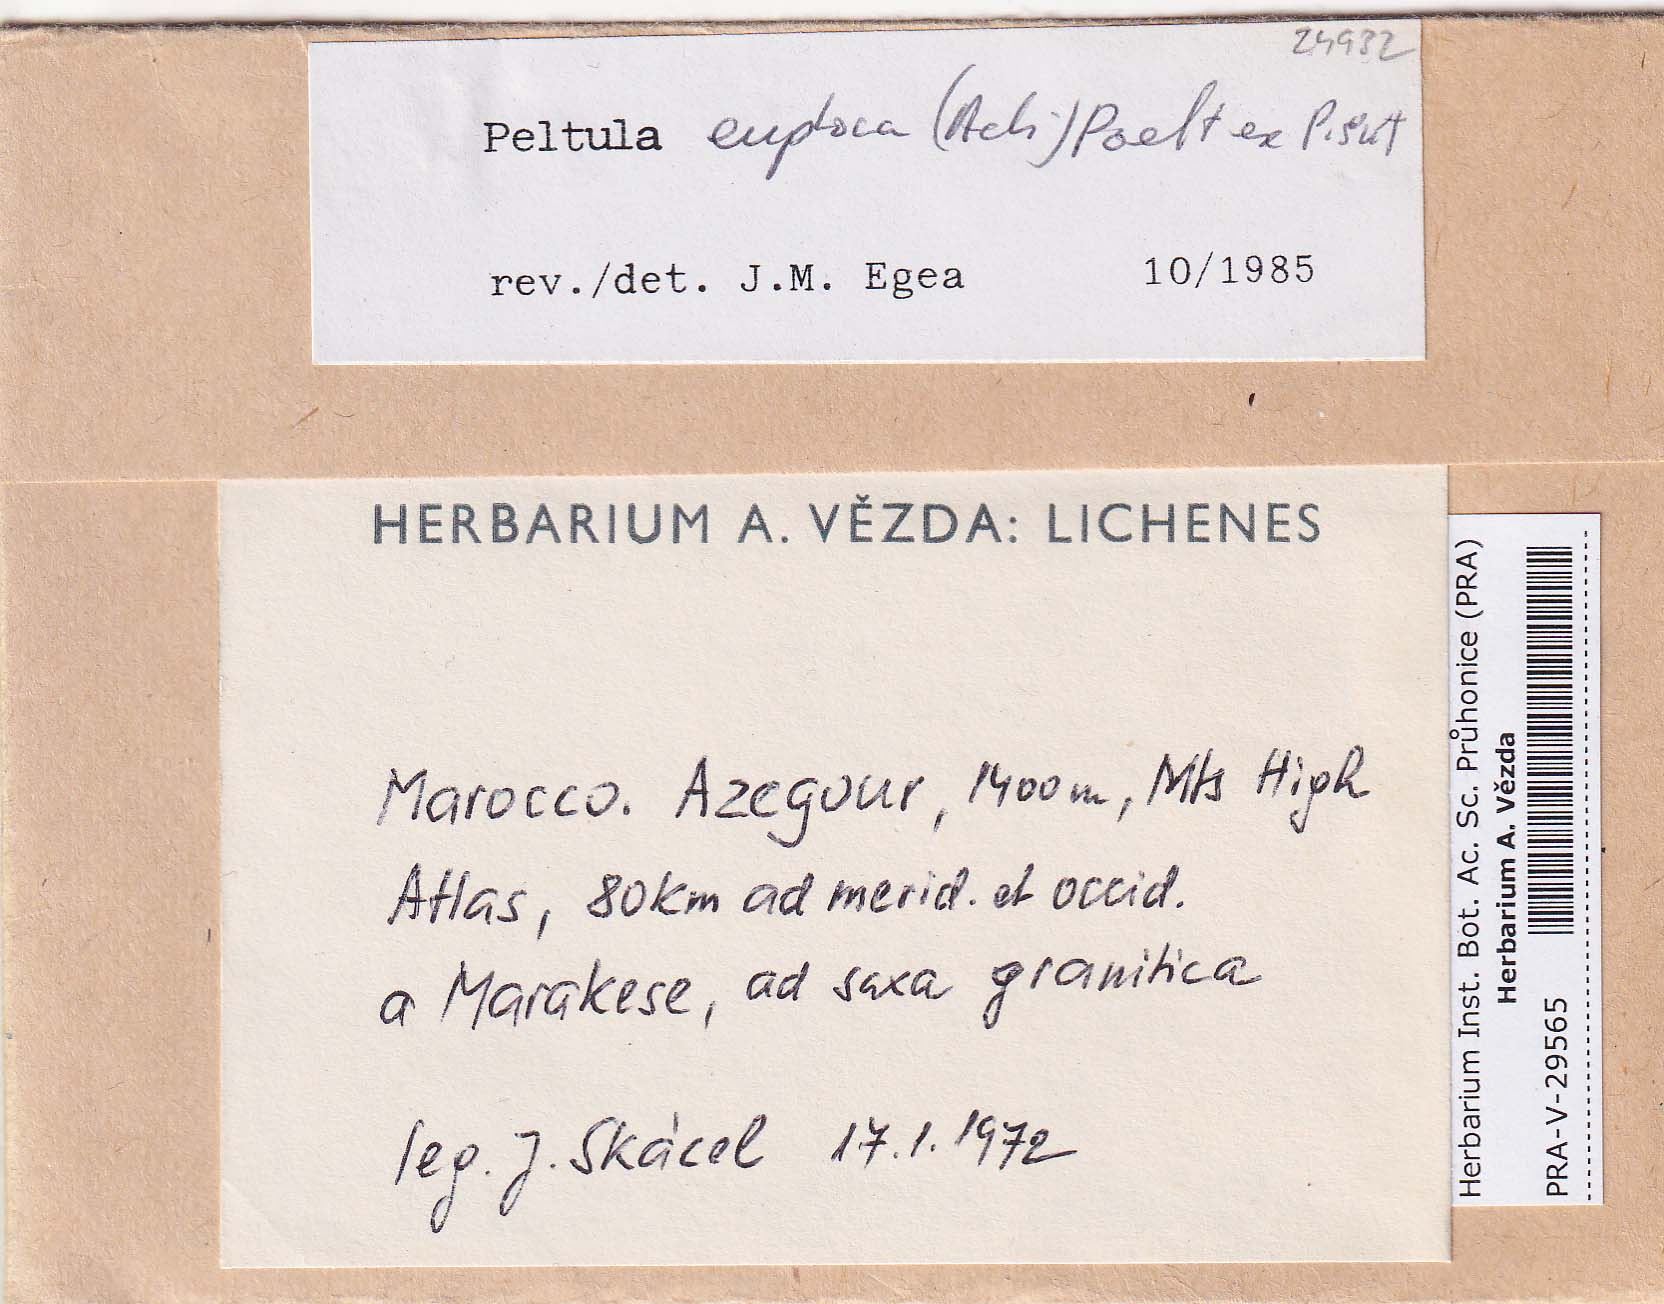 24932
Peltula euploca (Ach.) Poelt ex Pišút
rev./det. J.M. Egea 10/1985
HERBARIUM A. VĚZDA: LICHENES
Marocco. Azegour, 1400 m, Mts High
Atlas, 80 km ad merid. et occid.
a Marakese, ad saxa granitica
leg. J. Skácel 17.1.1972
Herbarium Inst. Bot. Ac. Sc. Průhonice (PRA)
Herbarium A. Vězda
PRA-V-29565